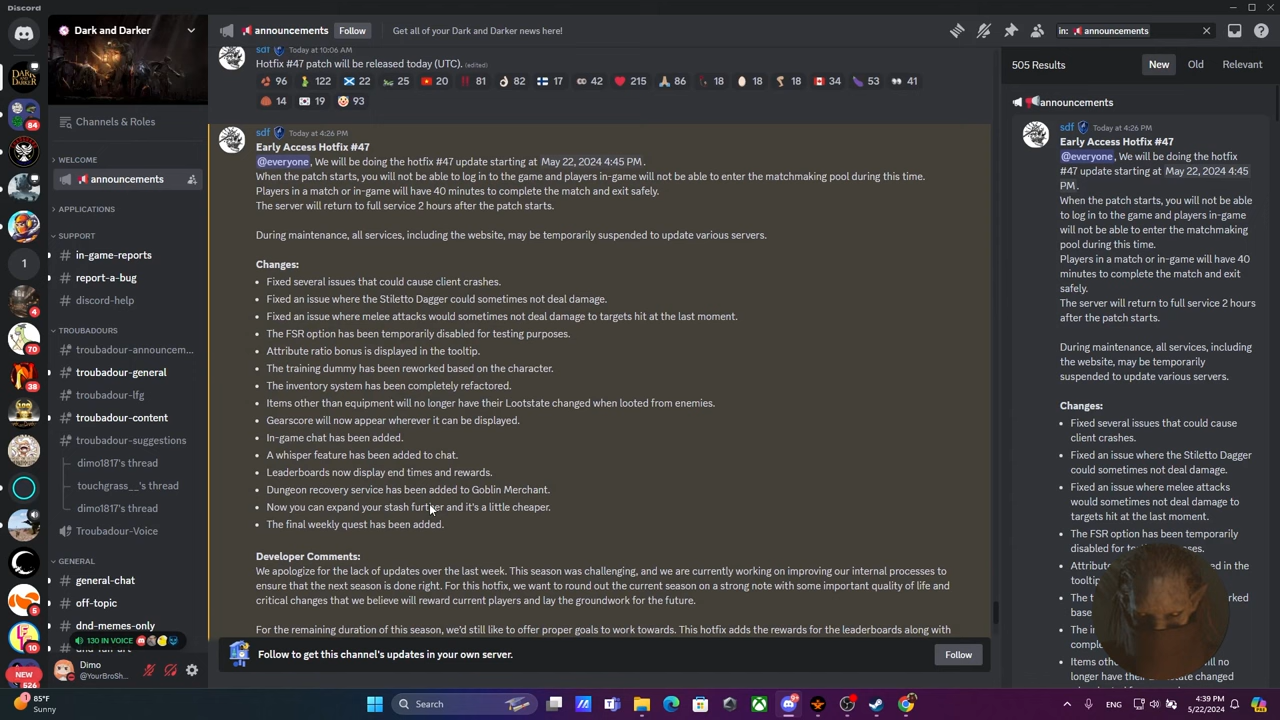 Discord
Dark and Darker
📢 announcements
Follow
Get all of your Dark and Darker news here!
in: 📢 announcements
Channels & Roles
WELCOME
announcements
APPLICATIONS
SUPPORT
in-game-reports
report-a-bug
discord-help
TROUBADOURS
troubadour-announcem...
troubadour-general
troubadour-lfg
troubadour-content
troubadour-suggestions
dimo1817's thread
touchgrass__'s thread
dimo1817's thread
Troubadour-Voice
GENERAL
general-chat
off-topic
dnd-memes-only
130 IN VOICE
Dimo
@YourBroSh...
84
1
4
70
38
5
10
NEW
526
sdf Today at 10:06 AM
Hotfix #47 patch will be released today (UTC). (edited)
96 122 22 25 20 81 82 17 42 215 86 18 18 18 34 53 41
14 19 93
sdf Today at 4:26 PM
Early Access Hotfix #47
@everyone, We will be doing the hotfix #47 update starting at May 22, 2024 4:45 PM.
When the patch starts, you will not be able to log in to the game and players in-game will not be able to enter the matchmaking pool during this time.
Players in a match or in-game will have 40 minutes to complete the match and exit safely.
The server will return to full service 2 hours after the patch starts.
During maintenance, all services, including the website, may be temporarily suspended to update various servers.
Changes:
• Fixed several issues that could cause client crashes.
• Fixed an issue where the Stiletto Dagger could sometimes not deal damage.
• Fixed an issue where melee attacks would sometimes not deal damage to targets hit at the last moment.
• The FSR option has been temporarily disabled for testing purposes.
• Attribute ratio bonus is displayed in the tooltip.
• The training dummy has been reworked based on the character.
• The inventory system has been completely refactored.
• Items other than equipment will no longer have their Lootstate changed when looted from enemies.
• Gearscore will now appear wherever it can be displayed.
• In-game chat has been added.
• A whisper feature has been added to chat.
• Leaderboards now display end times and rewards.
• Dungeon recovery service has been added to Goblin Merchant.
• Now you can expand your stash further and it's a little cheaper.
• The final weekly quest has been added.
Developer Comments:
We apologize for the lack of updates over the last week. This season was challenging, and we are currently working on improving our internal processes to
ensure that the next season is done right. For this hotfix, we want to round out the current season on a strong note with some important quality of life and
critical changes that we believe will reward current players and lay the groundwork for the future.
For the remaining duration of this season, we'd still like to offer proper goals to work towards. This hotfix adds the rewards for the leaderboards along with
Follow to get this channel's updates in your own server.
Follow
505 Results
New
Old
Relevant
announcements
sdf Today at 4:26 PM
Early Access Hotfix #47
@everyone, We will be doing the hotfix
#47 update starting at May 22, 2024 4:45
PM.
When the patch starts, you will not be able
to log in to the game and players in-game
will not be able to enter the matchmaking
pool during this time.
Players in a match or in-game will have 40
minutes to complete the match and exit
safely.
The server will return to full service 2 hours
after the patch starts.
During maintenance, all services, including
the website, may be temporarily
suspended to update various servers.
Changes:
• Fixed several issues that could cause
client crashes.
• Fixed an issue where the Stiletto Dagger
could sometimes not deal damage.
• Fixed an issue where melee attacks
would sometimes not deal damage to
targets hit at the last moment.
• The FSR option has been temporarily
disabled for
in the
Items
no
longer have their Lootstate changed
85°F
Sunny
Search
ENG
4:39 PM
5/22/2024